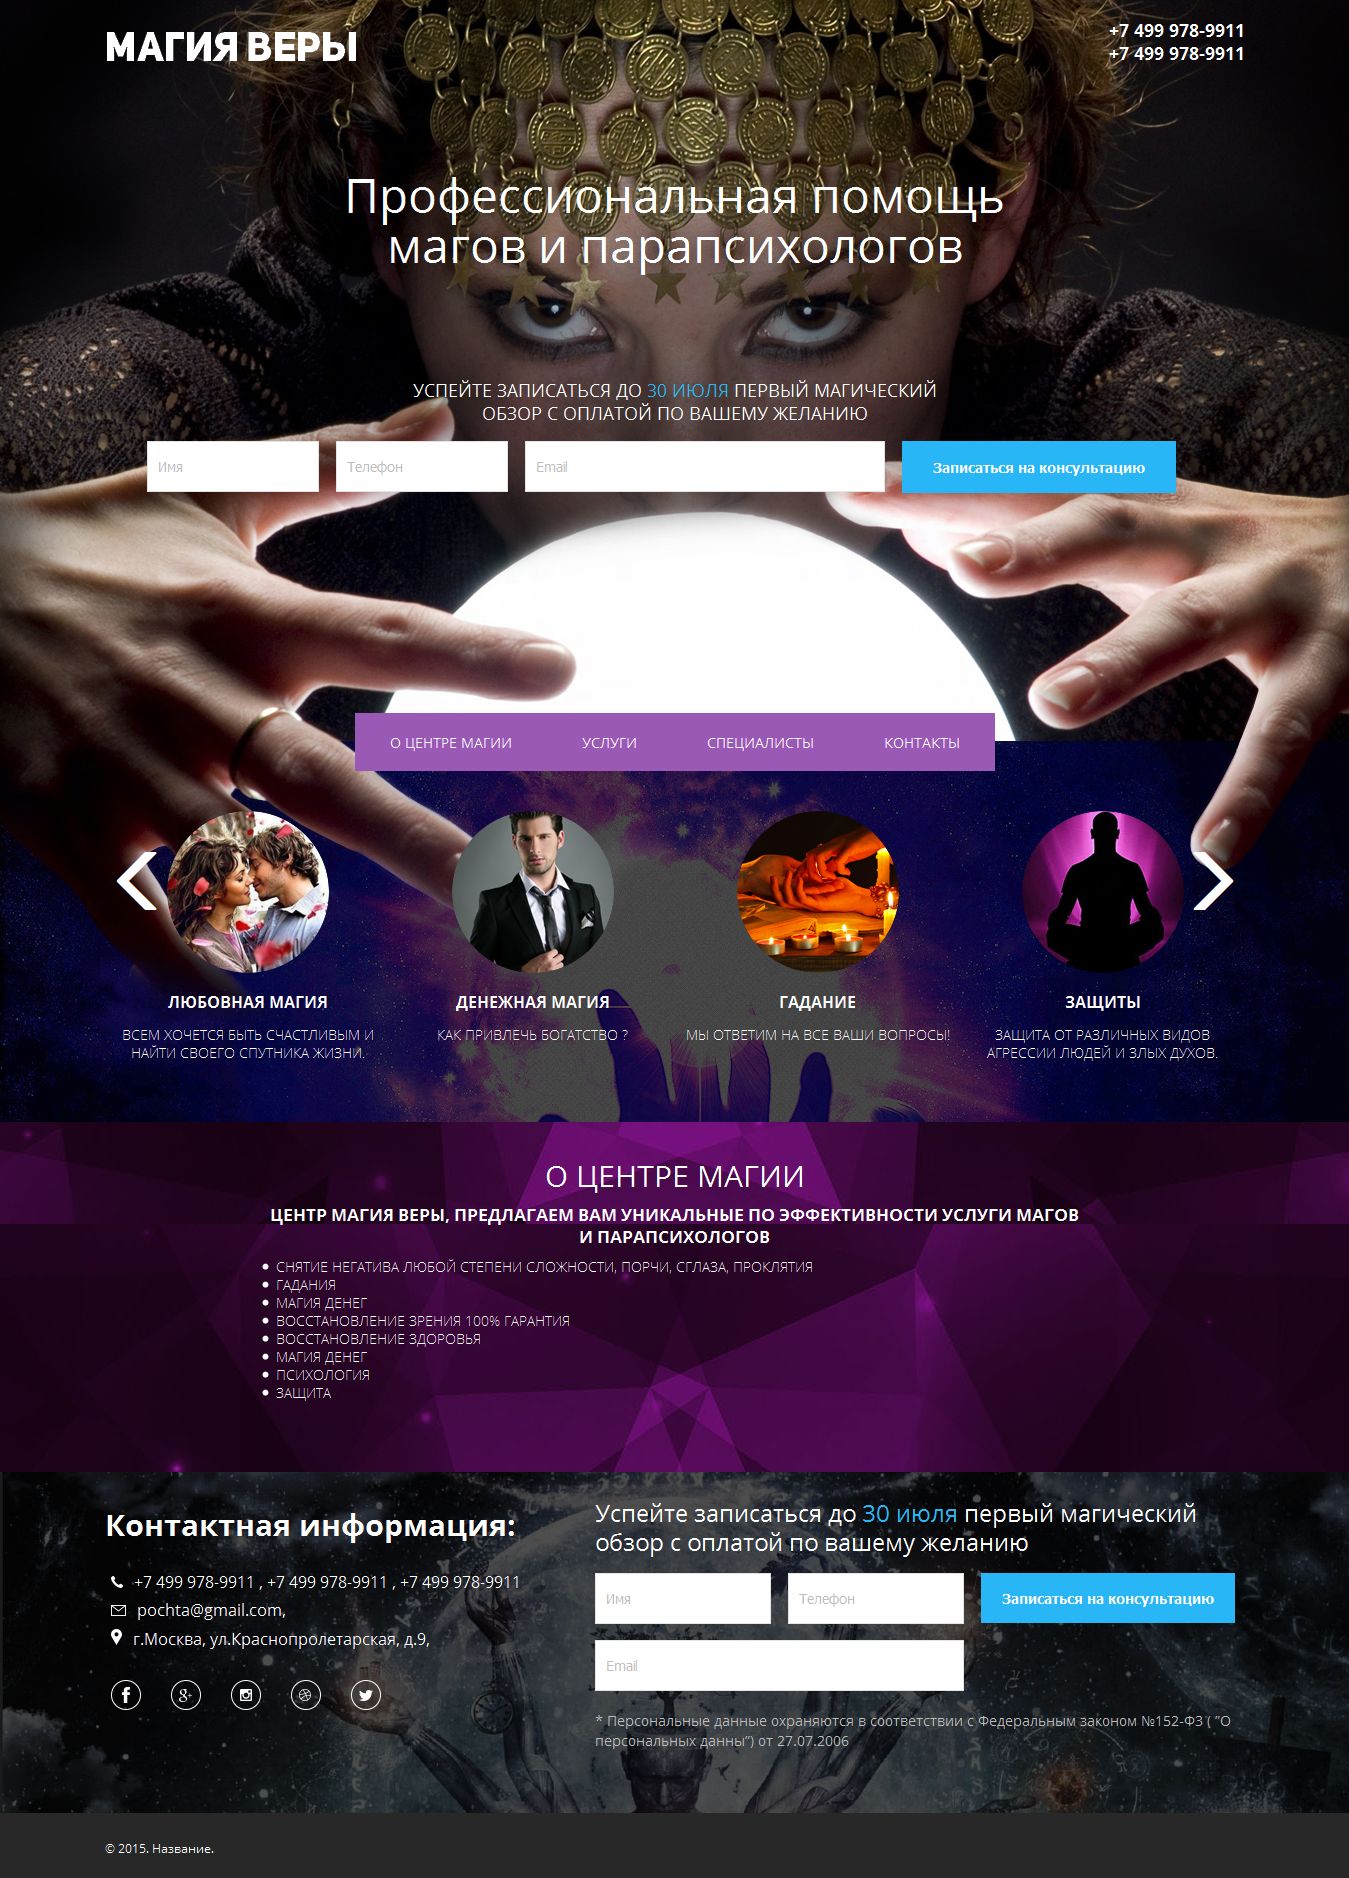 МАГИЯ ВЕРЫ
+7 499 978-9911
+7 499 978-9911
Профессиональная помощь
магов и парапсихологов
УСПЕЙТЕ ЗАПИСАТЬСЯ ДО 30 ИЮЛЯ ПЕРВЫЙ МАГИЧЕСКИЙ
ОБЗОР С ОПЛАТОЙ ПО ВАШЕМУ ЖЕЛАНИЮ
Имя Телефон Email Записаться на консультацию
О ЦЕНТРЕ МАГИИ УСЛУГИ СПЕЦИАЛИСТЫ КОНТАКТЫ
ЛЮБОВНАЯ МАГИЯ
ВСЕМ ХОЧЕТСЯ БЫТЬ СЧАСТЛИВЫМ И
НАЙТИ СВОЕГО СПУТНИКА ЖИЗНИ.
ДЕНЕЖНАЯ МАГИЯ
КАК ПРИВЛЕЧЬ БОГАТСТВО ?
ГАДАНИЕ
МЫ ОТВЕТИМ НА ВСЕ ВАШИ ВОПРОСЫ!
ЗАЩИТЫ
ЗАЩИТА ОТ РАЗЛИЧНЫХ ВИДОВ
АГРЕССИИ ЛЮДЕЙ И ЗЛЫХ ДУХОВ.
О ЦЕНТРЕ МАГИИ
ЦЕНТР МАГИЯ ВЕРЫ, ПРЕДЛАГАЕМ ВАМ УНИКАЛЬНЫЕ ПО ЭФФЕКТИВНОСТИ УСЛУГИ МАГОВ
И ПАРАПСИХОЛОГОВ
СНЯТИЕ НЕГАТИВА ЛЮБОЙ СТЕПЕНИ СЛОЖНОСТИ, ПОРЧИ, СГЛАЗА, ПРОКЛЯТИЯ
ГАДАНИЯ
МАГИЯ ДЕНЕГ
ВОССТАНОВЛЕНИЕ ЗРЕНИЯ 100% ГАРАНТИЯ
ВОССТАНОВЛЕНИЕ ЗДОРОВЬЯ
МАГИЯ ДЕНЕГ
ПСИХОЛОГИЯ
ЗАЩИТА
Контактная информация:
+7 499 978-9911 , +7 499 978-9911 , +7 499 978-9911
pochta@gmail.com,
г.Москва, ул.Краснопролетарская, д.9,
Успейте записаться до 30 июля первый магический
обзор с оплатой по вашему желанию
Имя Телефон Записаться на консультацию
Email
* Персональные данные охраняются в соответствии с Федеральным законом №152-ФЗ ( "О
персональных данны") от 27.07.2006
© 2015. Название.